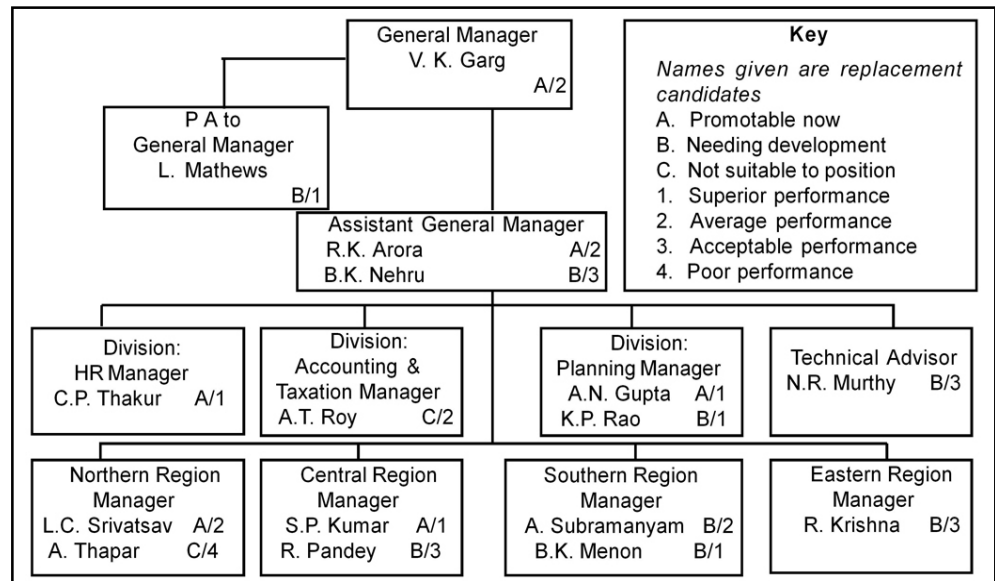 General Manager
V. K. Garg
A/2
Key
Names given are replacement
candidates
A. Promotable now
B. Needing development
C. Not suitable to position
1. Superior performance
2. Average performance
3. Acceptable performance
4. Poor performance
P A to
General Manager
L. Mathews
B/1
Assistant General Manager
R.K. Arora A/2
B.K. Nehru B/3
Division:
HR Manager
C.P. Thakur A/1
Division:
Accounting &
Taxation Manager
A.T. Roy C/2
Division:
Planning Manager
A.N. Gupta A/1
K.P. Rao B/1
Technical Advisor
N.R. Murthy B/3
Northern Region
Manager
L.C. Srivatsav A/2
A. Thapar C/4
Central Region
Manager
S.P. Kumar A/1
R. Pandey B/3
Southern Region
Manager
A. Subramanyam B/2
B.K. Menon B/1
Eastern Region
Manager
R. Krishna B/3